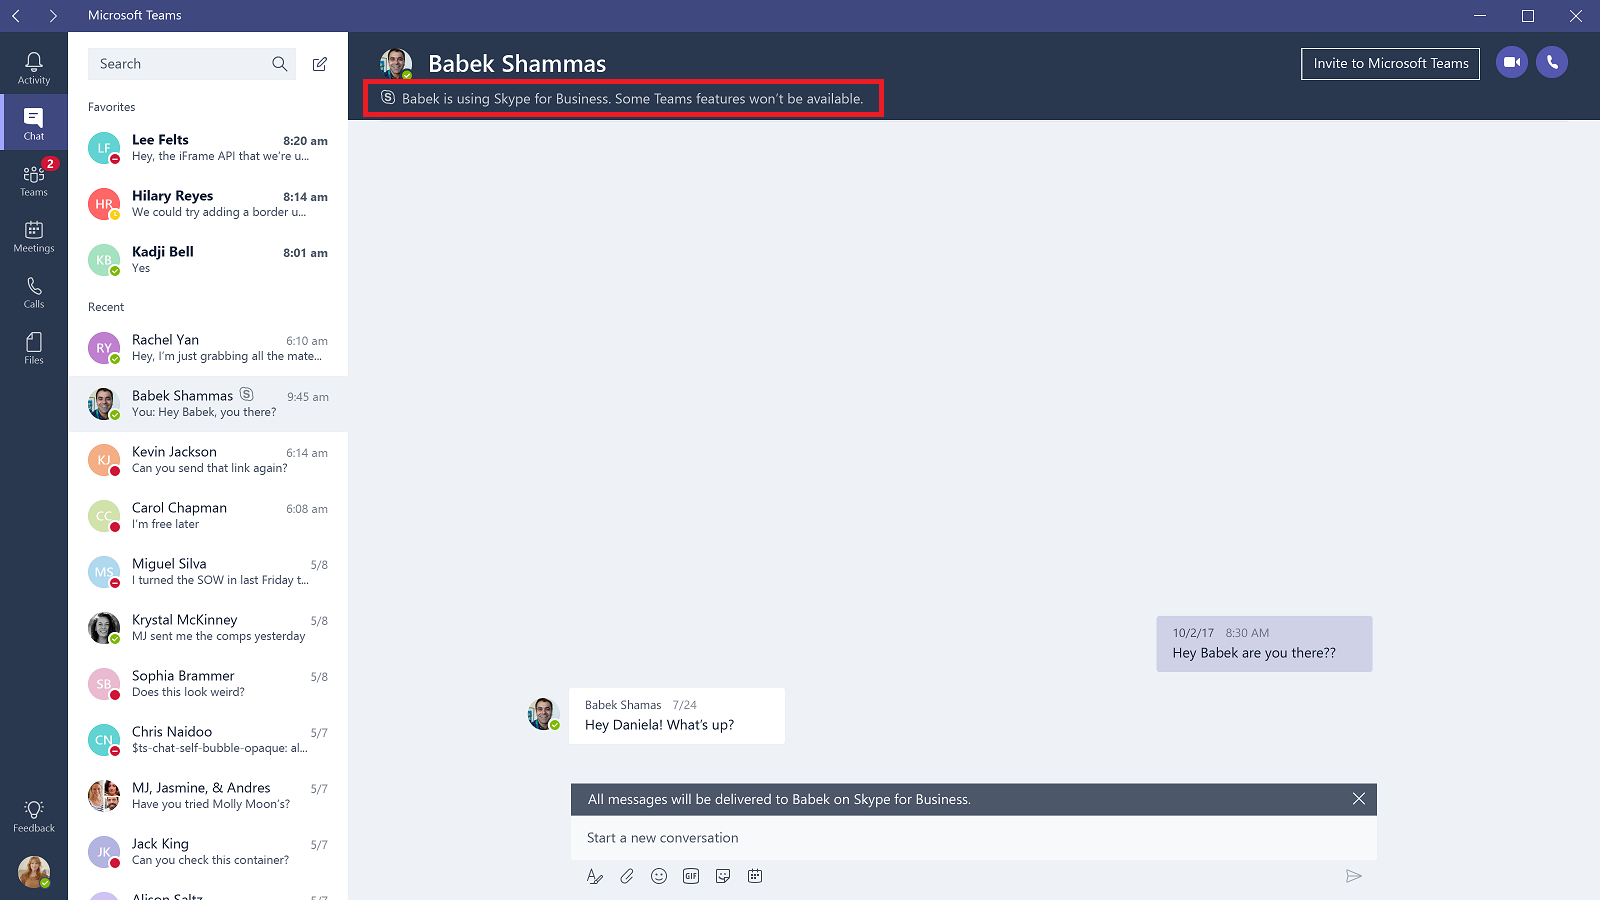 Microsoft Teams
Activity
Chat
2
Teams
Meetings
Calls
Files
Feedback
Search
Favorites
LF
Lee Felts 8:20 am
Hey, the iFrame API that we're u...
HR
Hilary Reyes 8:14 am
We could try adding a border u...
KB
Kadji Bell 8:01 am
Yes
Recent
RY
Rachel Yan 6:10 am
Hey, I'm just grabbing all the mate...
Babek Shammas 9:45 am
You: Hey Babek, you there?
KJ
Kevin Jackson 6:14 am
Can you send that link again?
CC
Carol Chapman 6:08 am
I'm free later
MS
Miguel Silva 5/8
I turned the SOW in last Friday t...
Krystal McKinney 5/8
MJ sent me the comps yesterday
SB
Sophia Brammer 5/8
Does this look weird?
CN
Chris Naidoo 5/7
$ts-chat-self-bubble-opaque: al...
MJ, Jasmine, & Andres 5/7
Have you tried Molly Moon's?
JK
Jack King 5/7
Can you check this container?
Alison Saltz 5/7
Babek Shammas
Invite to Microsoft Teams
Babek is using Skype for Business. Some Teams features won't be available.
10/2/17 8:30 AM
Hey Babek are you there??
Babek Shamas 7/24
Hey Daniela! What's up?
All messages will be delivered to Babek on Skype for Business.
Start a new conversation
GIF